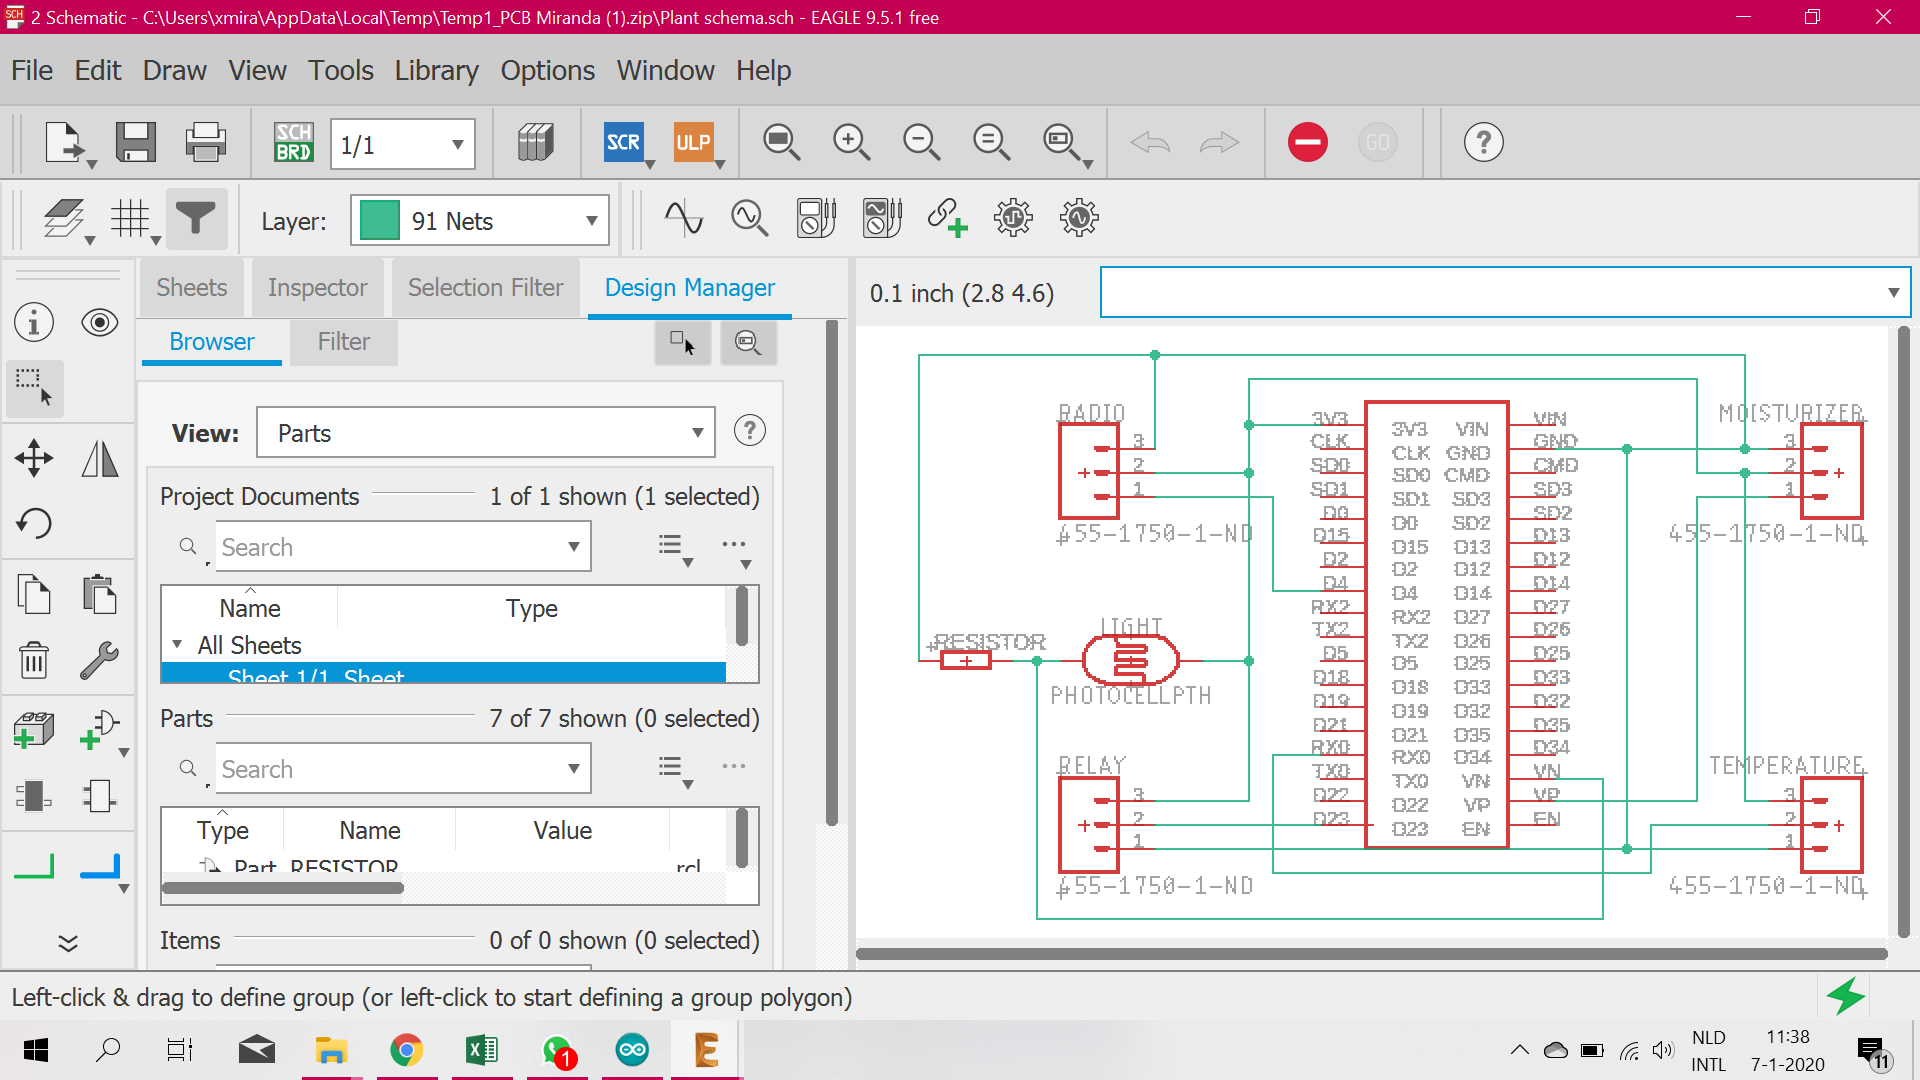 2 Schematic - C:\Users\xmira\AppData\Local\Temp\Temp1_PCB Miranda (1).zip\Plant schema.sch - EAGLE 9.5.1 free
File Edit Draw View Tools Library Options Window Help
SCH
BRD
1/1
SCR
ULP
GO
?
Layer:
91 Nets
Sheets
Inspector
Selection Filter
Design Manager
0.1 inch (2.8 4.6)
Browser
Filter
View:
Parts
?
Project Documents
1 of 1 shown (1 selected)
Search
Name
Type
All Sheets
Sheet 1/1 Sheet
Parts
7 of 7 shown (0 selected)
Search
Type
Name
Value
Part RESISTOR rcl
Items
0 of 0 shown (0 selected)
RADIO
3
2
1
455-1750-1-ND
RESISTOR
LIGHT
PHOTOCELLPTH
RELAY
3
2
1
455-1750-1-ND
3V3 3V3 VIN VIN
CLK CLK GND GND
SD0 SD0 CMD CMD
SD1 SD1 SD3 SD3
D0 D0 SD2 SD2
D15 D15 D13 D13
D2 D2 D12 D12
D4 D4 D14 D14
RX2 RX2 D27 D27
TX2 TX2 D26 D26
D5 D5 D25 D25
D18 D18 D33 D33
D19 D19 D32 D32
D21 D21 D35 D35
RX0 RX0 D34 D34
TX0 TX0 VN VN
D22 D22 VP VP
D23 D23 EN EN
MOISTURIZER
3
2
1
455-1750-1-ND
TEMPERATURE
3
2
1
455-1750-1-ND
Left-click & drag to define group (or left-click to start defining a group polygon)
1
NLD
INTL
11:38
7-1-2020
11